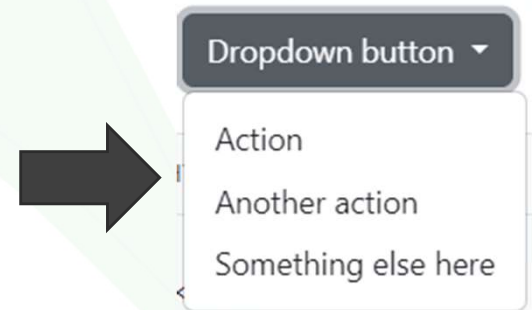 Dropdown button
Action
Another action
Something else here